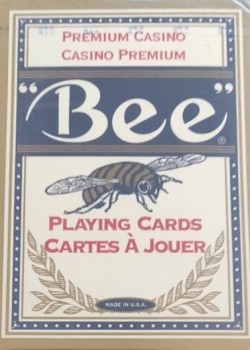 PREMIUM CASINO
CASINO PREMIUM
"Bee"®
PLAYING CARDS
CARTES À JOUER
MADE IN U.S.A.